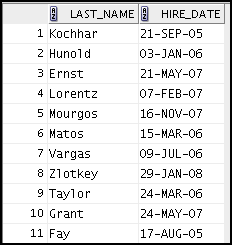 LAST_NAME HIRE_DATE
1 Kochhar 21-SEP-05
2 Hunold 03-JAN-06
3 Ernst 21-MAY-07
4 Lorentz 07-FEB-07
5 Mourgos 16-NOV-07
6 Matos 15-MAR-06
7 Vargas 09-JUL-06
8 Zlotkey 29-JAN-08
9 Taylor 24-MAR-06
10 Grant 24-MAY-07
11 Fay 17-AUG-05